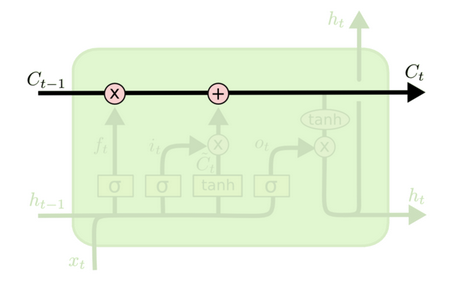 h_t
C_{t-1}
C_t
x
+
tanh
f_t
i_t
x
o_t
x
C̃_t
σ
σ
tanh
σ
h_{t-1}
h_t
x_t